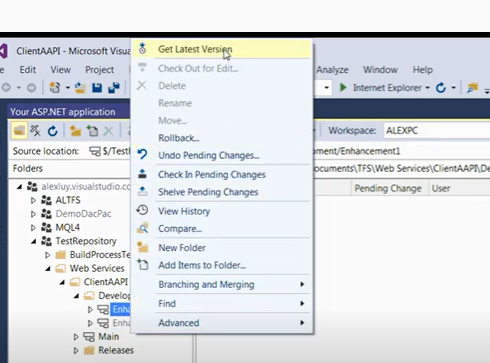 ClientAAPI - Microsoft Visua
Edit View Project
Analyze Window Help
Internet Explorer
Your ASP.NET application
Workspace: ALEXPC
Source location: $/Test
opment/Enhancement1
Folders
ocuments\TFS\Web Services\ClientAAPI\De
Pending Change User
alexluy.visualstudio.co
ALTFS
DemoDacPac
MQL4
TestRepository
BuildProcessTe
Web Services
ClientAAPI
Develop
Enha
Enha
Main
Releases
Get Latest Version
Check Out for Edit...
Delete
Rename
Move...
Rollback...
Undo Pending Changes...
Check In Pending Changes
Shelve Pending Changes
View History
Compare...
New Folder
Add Items to Folder...
Branching and Merging
Find
Advanced